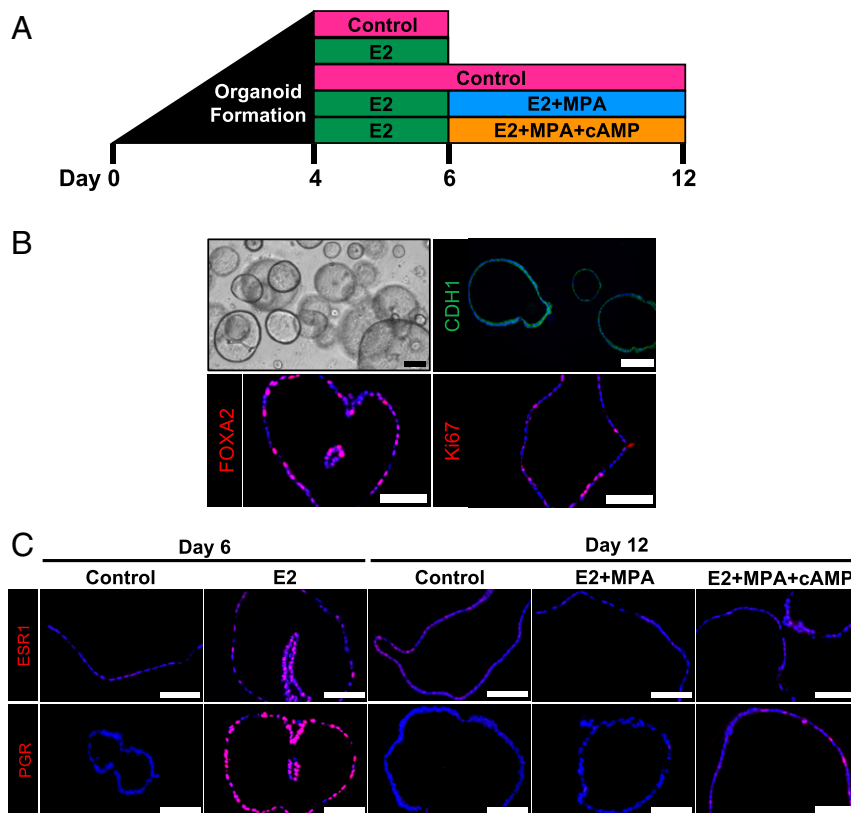 A
Control
E2
Control
Organoid
Formation
E2
E2+MPA
E2
E2+MPA+cAMP
Day 0
4
6
12
B
CDH1
FOXA2
Ki67
C
Day 6
Day 12
Control
E2
Control
E2+MPA
E2+MPA+cAMP
ESR1
PGR